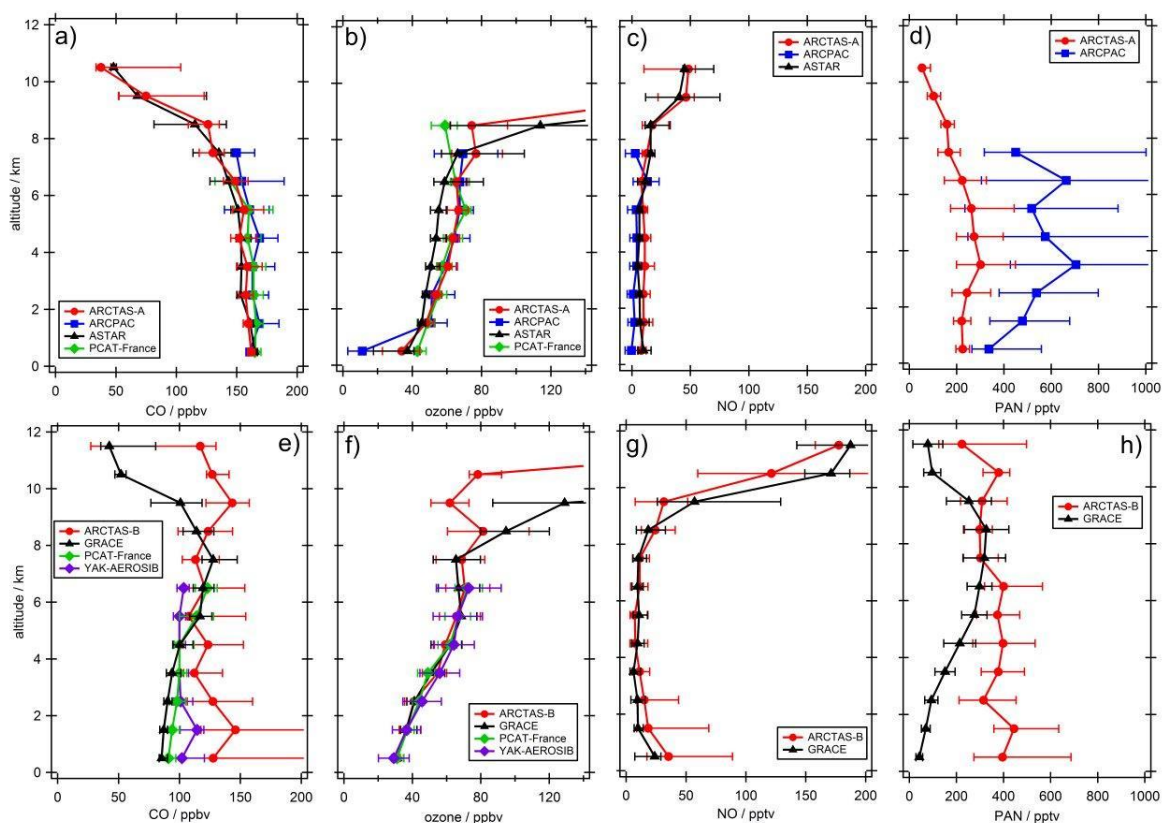 a)
b)
c)
d)
12
10
8
6
4
2
0
altitude / km
ARCTAS-A
ARCPAC
ASTAR
PCAT-France
0 50 100 150 200
CO / ppbv
ARCTAS-A
ARCPAC
ASTAR
PCAT-France
0 40 80 120
ozone / ppbv
ARCTAS-A
ARCPAC
ASTAR
0 50 100 150 200
NO / pptv
ARCTAS-A
ARCPAC
0 200 400 600 800 1000
PAN / pptv
e)
f)
g)
h)
12
10
8
6
4
2
0
altitude / km
ARCTAS-B
GRACE
PCAT-France
YAK-AEROSIB
0 50 100 150 200
CO / ppbv
ARCTAS-B
GRACE
PCAT-France
YAK-AEROSIB
0 40 80 120
ozone / ppbv
ARCTAS-B
GRACE
0 50 100 150 200
NO / pptv
ARCTAS-B
GRACE
0 200 400 600 800 1000
PAN / pptv